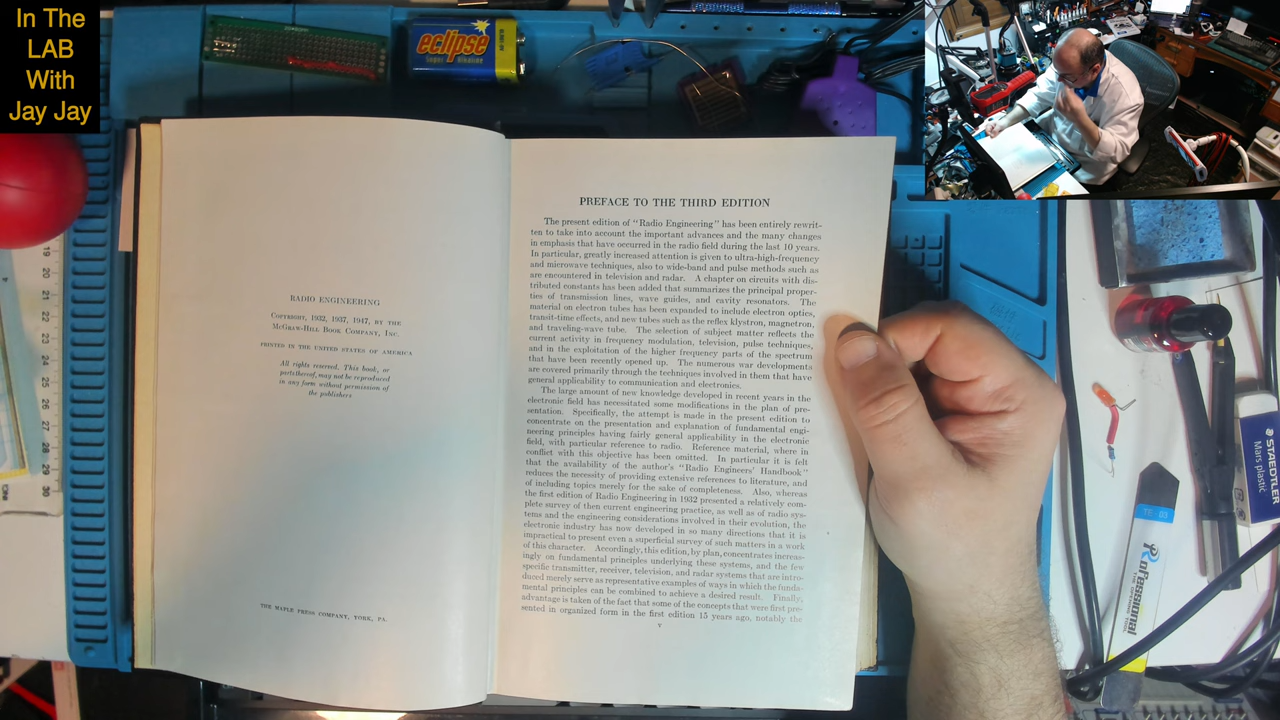 In The
LAB
With
Jay Jay
eclipse
Super Alkaline
RADIO ENGINEERING
Copyright, 1932, 1937, 1947, by the
McGraw-Hill Book Company, Inc.
PRINTED IN THE UNITED STATES OF AMERICA
All rights reserved. This book, or
parts thereof, may not be reproduced
in any form without permission of
the publishers
THE MAPLE PRESS COMPANY, YORK, PA.
PREFACE TO THE THIRD EDITION
The present edition of "Radio Engineering" has been entirely rewrit-
ten to take into account the important advances and the many changes
in emphasis that have occurred in the radio field during the last 10 years.
In particular, greatly increased attention is given to ultra-high-frequency
and microwave techniques, also to wide-band and pulse methods such as
are encountered in television and radar. A chapter on circuits with dis-
tributed constants has been added that summarizes the principal proper-
ties of transmission lines, wave guides, and cavity resonators. The
material on electron tubes has been expanded to include electron optics,
transit-time effects, and new tubes such as the reflex klystron, magnetron,
and traveling-wave tube. The selection of subject matter reflects the
current activity in frequency modulation, television, pulse techniques,
and in the exploitation of the higher frequency parts of the spectrum
that have been recently opened up. The numerous war developments
are covered primarily through the techniques involved in them that have
general applicability to communication and electronics.
The large amount of new knowledge developed in recent years in the
electronic field has necessitated some modifications in the plan of pre-
sentation. Specifically, the attempt is made in the present edition to
concentrate on the presentation and explanation of fundamental engi-
neering principles having fairly general applicability in the electronic
field, with particular reference to radio. Reference material, where in
conflict with this objective has been omitted. In particular it is felt
that the availability of the author's "Radio Engineers' Handbook"
reduces the necessity of providing extensive references to literature, and
of including topics merely for the sake of completeness. Also, whereas
the first edition of Radio Engineering in 1932 presented a relatively com-
plete survey of then current engineering practice, as well as of radio sys-
tems and the engineering considerations involved in their evolution, the
electronic industry has now developed in so many directions that it is
impractical to present even a superficial survey of such matters in a work
of this character. Accordingly, this edition, by plan, concentrates increas-
ingly on fundamental principles underlying these systems, and the few
specific transmitter, receiver, television, and radar systems that are intro-
duced merely serve as representative examples of ways in which the funda-
mental principles can be combined to achieve a desired result. Finally,
advantage is taken of the fact that some of the concepts that were first pre-
sented in organized form in the first edition 15 years ago, notably the
v
19
20
21
22
23
24
25
26
27
28
29
30
STAEDTLER
Mars plastic
TE-B3
RoFessional